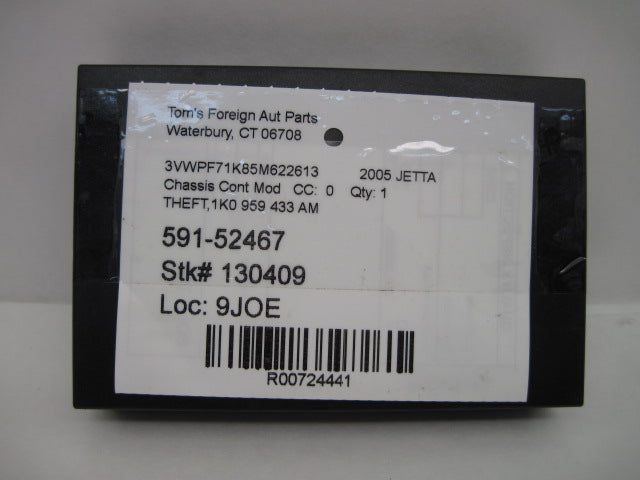 Tom's Foreign Aut Parts
Waterbury, CT 06708
3VWPF71K85M622613 2005 JETTA
Chassis Cont Mod CC: 0 Qty: 1
THEFT,1K0 959 433 AM
591-52467
Stk# 130409
Loc: 9JOE
R00724441